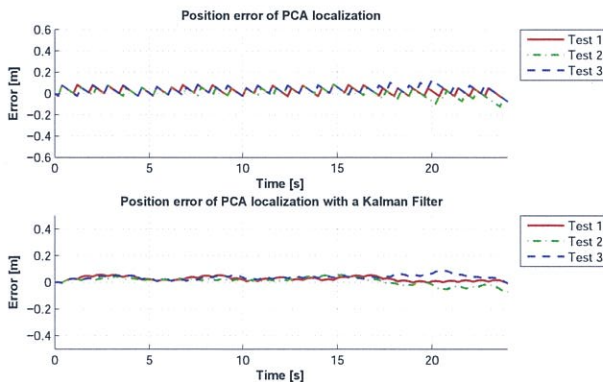 Position error of PCA localization
0.6
0.4
0.2
0
−0.2
−0.4
−0.6
Error [m]
0 5 10 15 20
Time [s]
Test 1
Test 2
Test 3
Position error of PCA localization with a Kalman Filter
0.4
0.2
0
−0.2
−0.4
Error [m]
0 5 10 15 20
Time [s]
Test 1
Test 2
Test 3